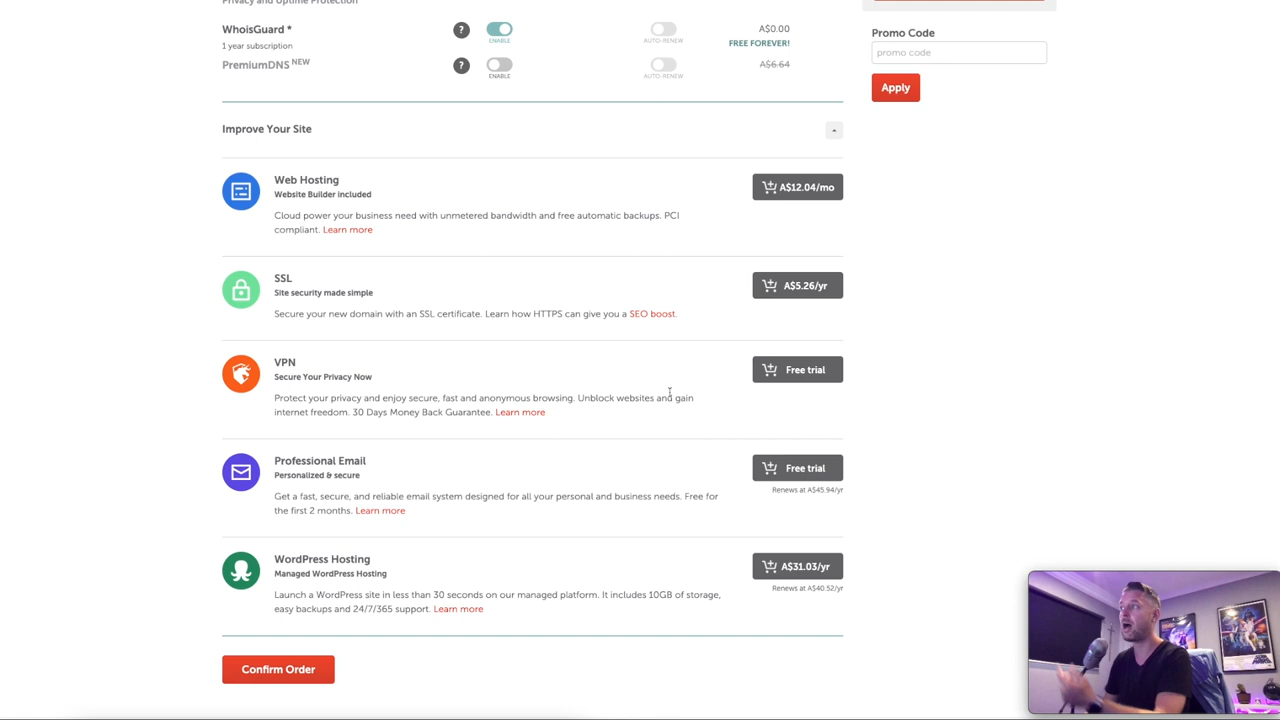 Privacy and Uptime Protection
WhoisGuard *
1 year subscription
?
ENABLE
AUTO-RENEW
A$0.00
FREE FOREVER!
PremiumDNS NEW
?
ENABLE
AUTO-RENEW
A$6.64
Promo Code
promo code
Apply
Improve Your Site
Web Hosting
Website Builder included
A$12.04/mo
Cloud power your business need with unmetered bandwidth and free automatic backups. PCI
compliant. Learn more
SSL
Site security made simple
A$5.26/yr
Secure your new domain with an SSL certificate. Learn how HTTPS can give you a SEO boost.
VPN
Secure Your Privacy Now
Free trial
Protect your privacy and enjoy secure, fast and anonymous browsing. Unblock websites and gain
internet freedom. 30 Days Money Back Guarantee. Learn more
Professional Email
Personalized & secure
Free trial
Renews at A$45.94/yr
Get a fast, secure, and reliable email system designed for all your personal and business needs. Free for
the first 2 months. Learn more
WordPress Hosting
Managed WordPress Hosting
A$31.03/yr
Renews at A$40.52/yr
Launch a WordPress site in less than 30 seconds on our managed platform. It includes 10GB of storage,
easy backups and 24/7/365 support. Learn more
Confirm Order